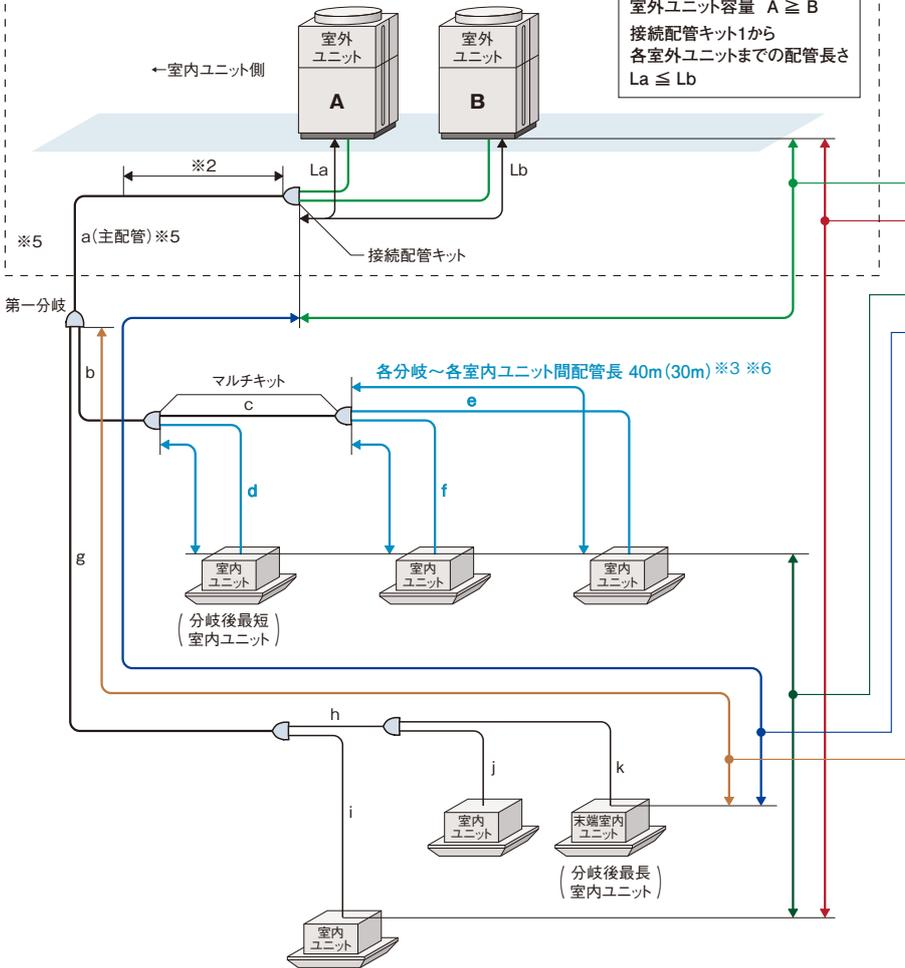 室外ユニット容量 A ≧ B
接続配管キット1から
各室外ユニットまでの配管長さ
La ≦ Lb
室外
ユニット
A
室外
ユニット
B
←室内ユニット側
※2
La
Lb
※5
a(主配管)※5
接続配管キット
第一分岐
b
マルチキット
c
各分岐～各室内ユニット間配管長 40m(30m)※3 ※6
e
d
f
g
室内
ユニット
室内
ユニット
室内
ユニット
(分岐後最短
室内ユニット)
h
j
k
i
室内
ユニット
末端室内
ユニット
(分岐後最長
室内ユニット)
室内
ユニット